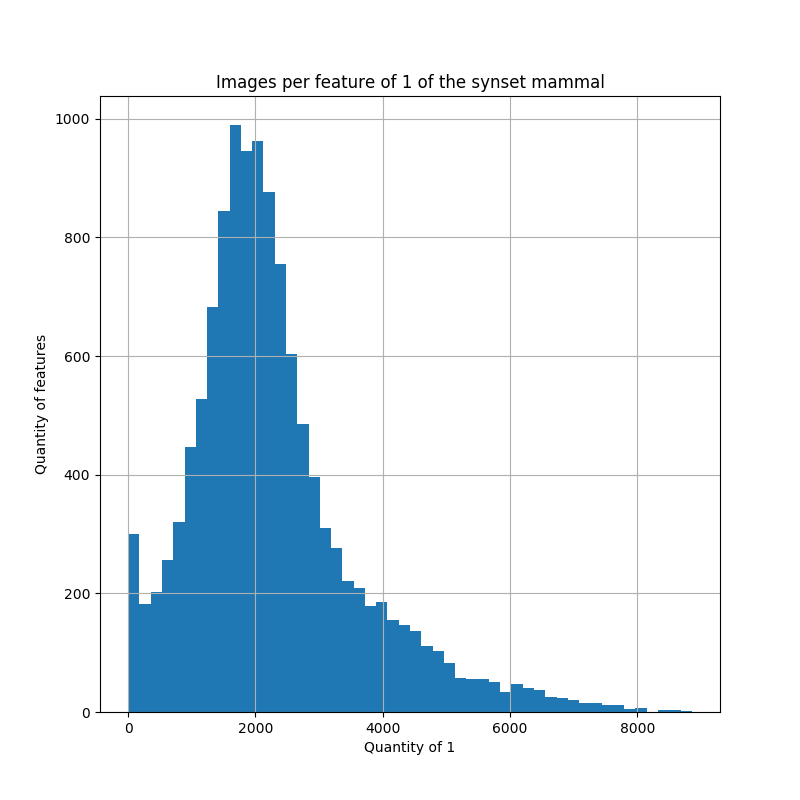 Images per feature of 1 of the synset mammal
1000
800
600
400
200
0
Quantity of features
0 2000 4000 6000 8000
Quantity of 1